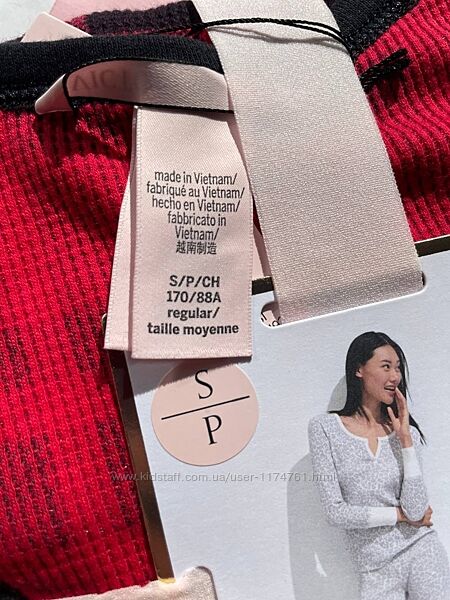 made in Vietnam/
fabriqué au Vietnam/
hecho en Vietnam/
fabbricato in
Vietnam/
越南制造
S/P/CH
170/88A
regular/
taille moyenne
S
P
www.kidstaff.com.ua/user-1174761.html